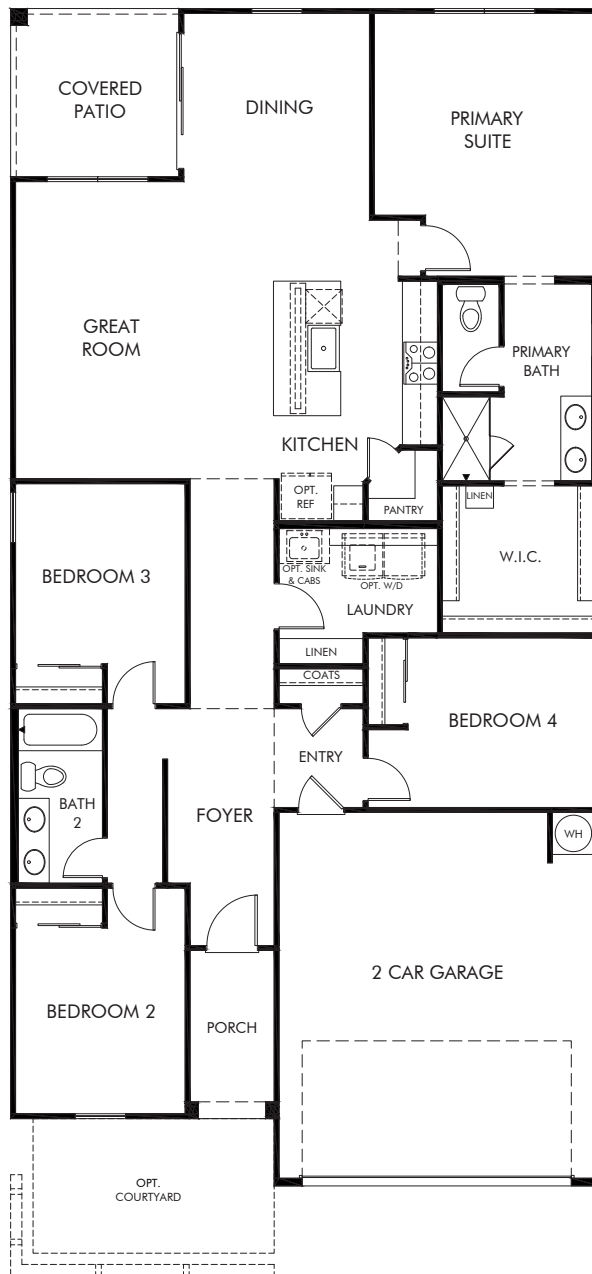 COVERED
PATIO
DINING
PRIMARY
SUITE
GREAT
ROOM
PRIMARY
BATH
KITCHEN
OPT.
REF
PANTRY
LINEN
W.I.C.
BEDROOM 3
OPT. SINK
& CABS
OPT. W/D
LAUNDRY
LINEN
COATS
BEDROOM 4
ENTRY
BATH
2
FOYER
WH
2 CAR GARAGE
BEDROOM 2
PORCH
OPT.
COURTYARD